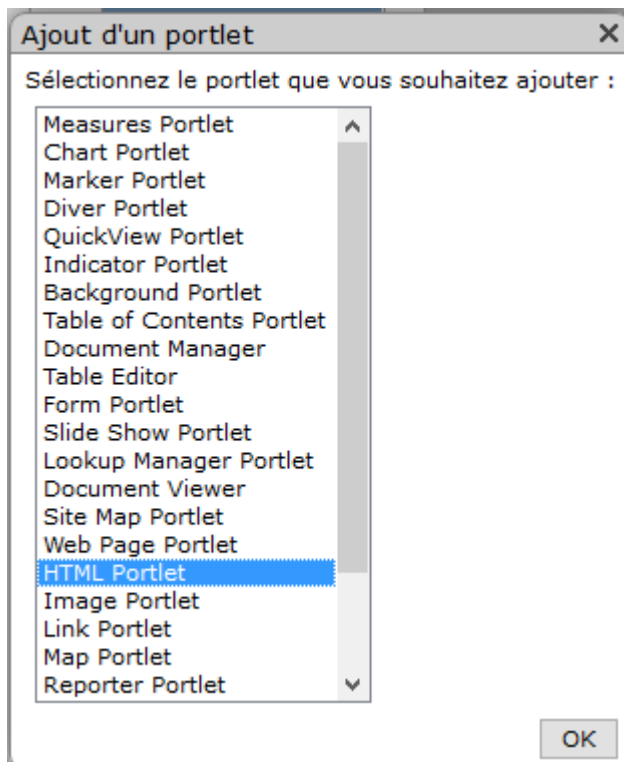 Ajout d'un portlet
Sélectionnez le portlet que vous souhaitez ajouter :
Measures Portlet
Chart Portlet
Marker Portlet
Diver Portlet
QuickView Portlet
Indicator Portlet
Background Portlet
Table of Contents Portlet
Document Manager
Table Editor
Form Portlet
Slide Show Portlet
Lookup Manager Portlet
Document Viewer
Site Map Portlet
Web Page Portlet
HTML Portlet
Image Portlet
Link Portlet
Map Portlet
Reporter Portlet
OK